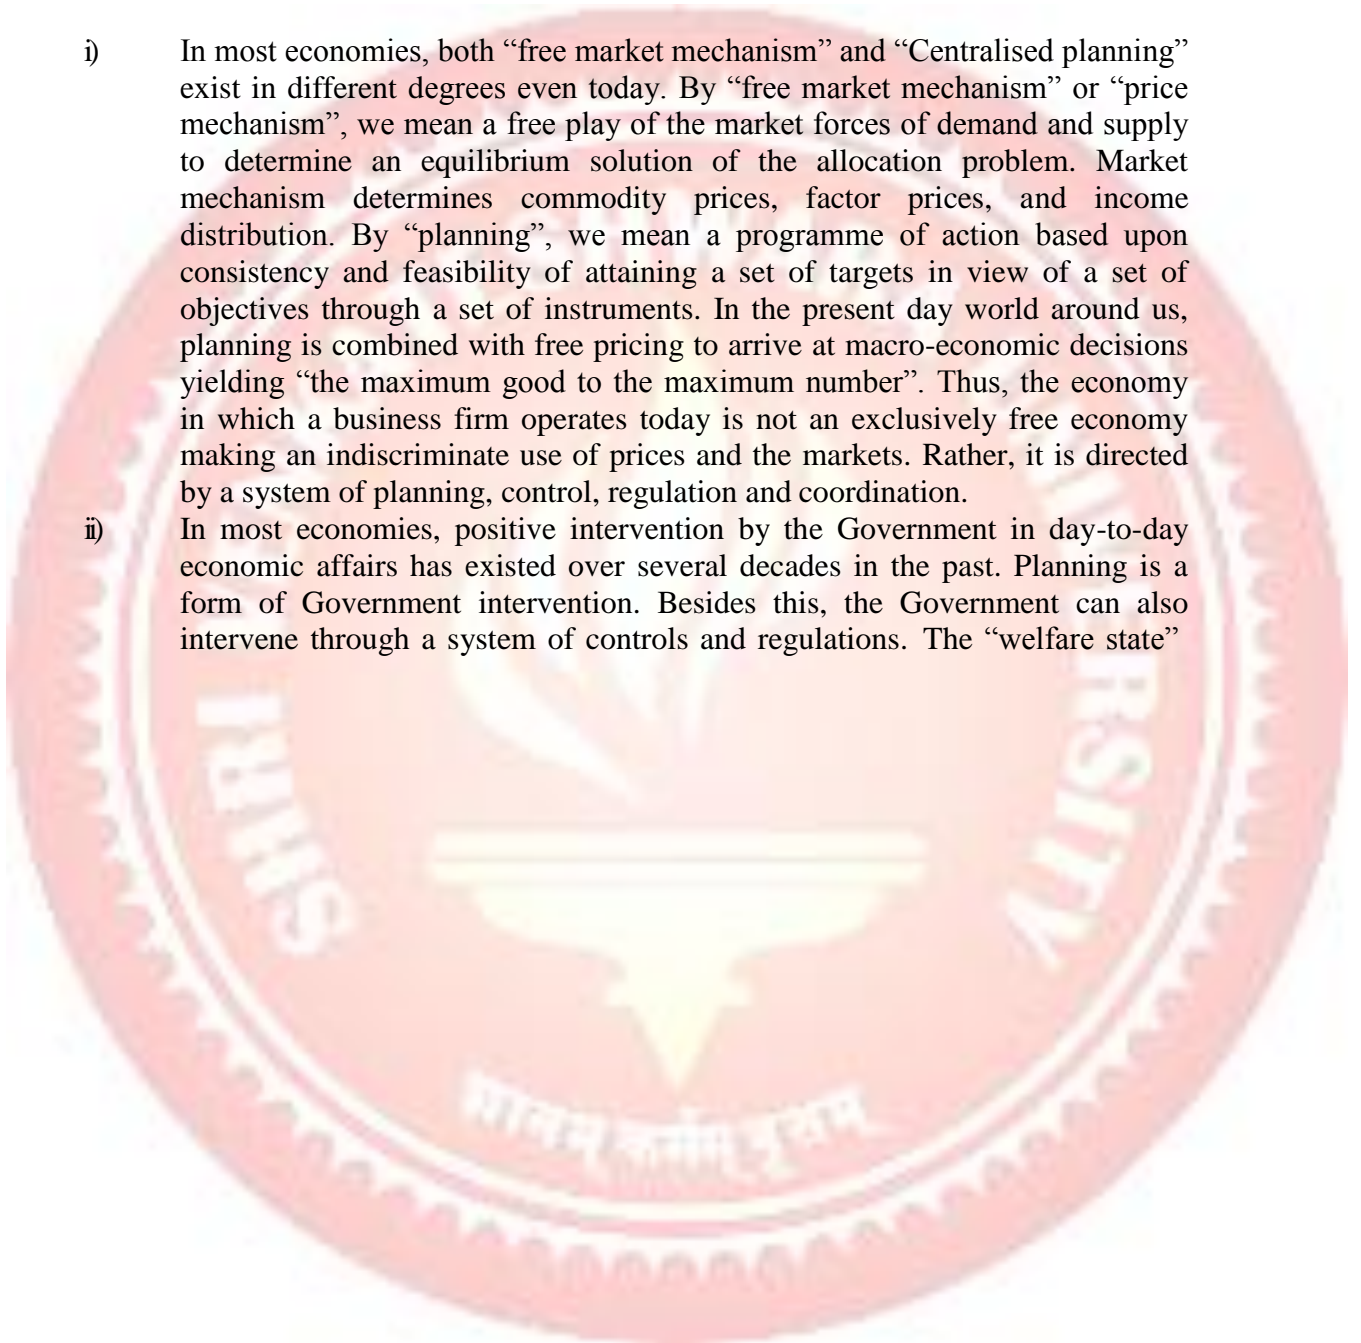 i) In most economies, both “free market mechanism” and “Centralised planning”
exist in different degrees even today. By “free market mechanism” or “price
mechanism”, we mean a free play of the market forces of demand and supply
to determine an equilibrium solution of the allocation problem. Market
mechanism determines commodity prices, factor prices, and income
distribution. By “planning”, we mean a programme of action based upon
consistency and feasibility of attaining a set of targets in view of a set of
objectives through a set of instruments. In the present day world around us,
planning is combined with free pricing to arrive at macro-economic decisions
yielding “the maximum good to the maximum number”. Thus, the economy
in which a business firm operates today is not an exclusively free economy
making an indiscriminate use of prices and the markets. Rather, it is directed
by a system of planning, control, regulation and coordination.
ii) In most economies, positive intervention by the Government in day-to-day
economic affairs has existed over several decades in the past. Planning is a
form of Government intervention. Besides this, the Government can also
intervene through a system of controls and regulations. The “welfare state”
SHRI
UNIVERSITY